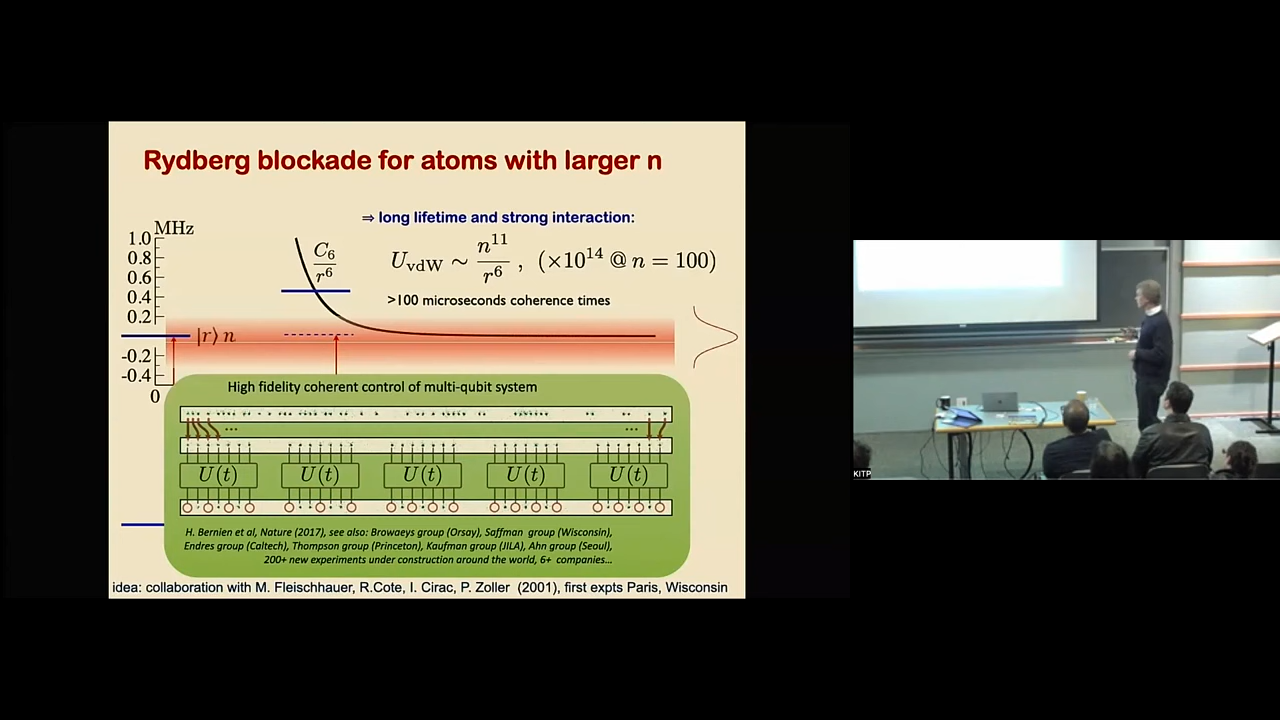 Rydberg blockade for atoms with larger n
⇒ long lifetime and strong interaction:
MHz
1.0
0.8
0.6
0.4
0.2
-0.2
-0.4
0
C₆/r⁶
U_vdW ∼ n¹¹/r⁶ , (×10¹⁴ @ n = 100)
>100 microseconds coherence times
|r⟩ n
High fidelity coherent control of multi-qubit system
... ...
U(t) U(t) U(t) U(t) U(t)
H. Bernien et al, Nature (2017), see also: Browaeys group (Orsay), Saffman group (Wisconsin),
Endres group (Caltech), Thompson group (Princeton), Kaufman group (JILA), Ahn group (Seoul),
200+ new experiments under construction around the world, 6+ companies...
idea: collaboration with M. Fleischhauer, R.Cote, I. Cirac, P. Zoller (2001), first expts Paris, Wisconsin
KITP